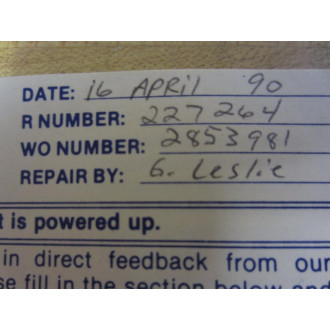 DATE: 16 APRIL 90
R NUMBER: 227264
WO NUMBER: 2853981
REPAIR BY: G. Leslie
t is powered up.
in direct feedback from our
se fill in the section below and